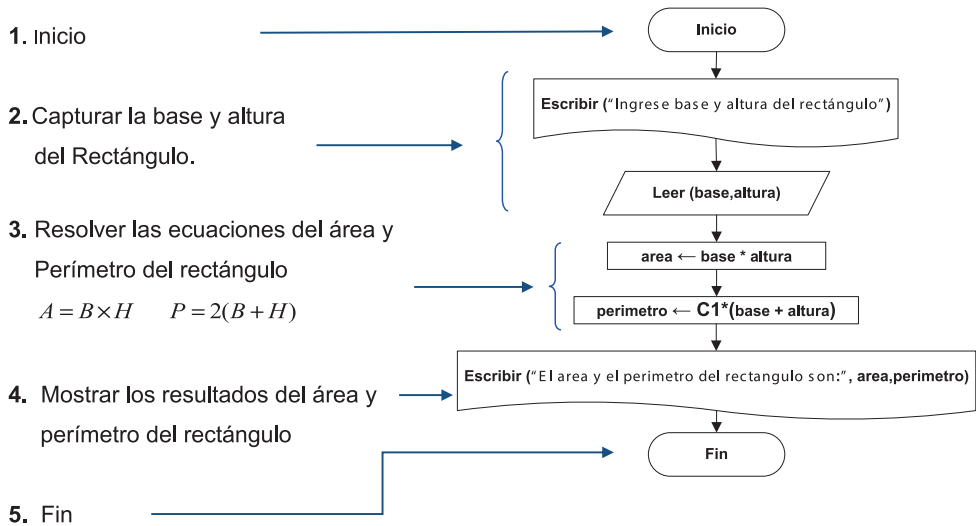 1. Inicio
2. Capturar la base y altura
del Rectángulo.
3. Resolver las ecuaciones del área y
Perímetro del rectángulo
A = B × H P = 2(B + H)
4. Mostrar los resultados del área y
perímetro del rectángulo
5. Fin
Inicio
Escribir ("Ingrese base y altura del rectángulo")
Leer (base,altura)
area ← base * altura
perimetro ← C1*(base + altura)
Escribir ("El area y el perimetro del rectangulo son:", area,perimetro)
Fin